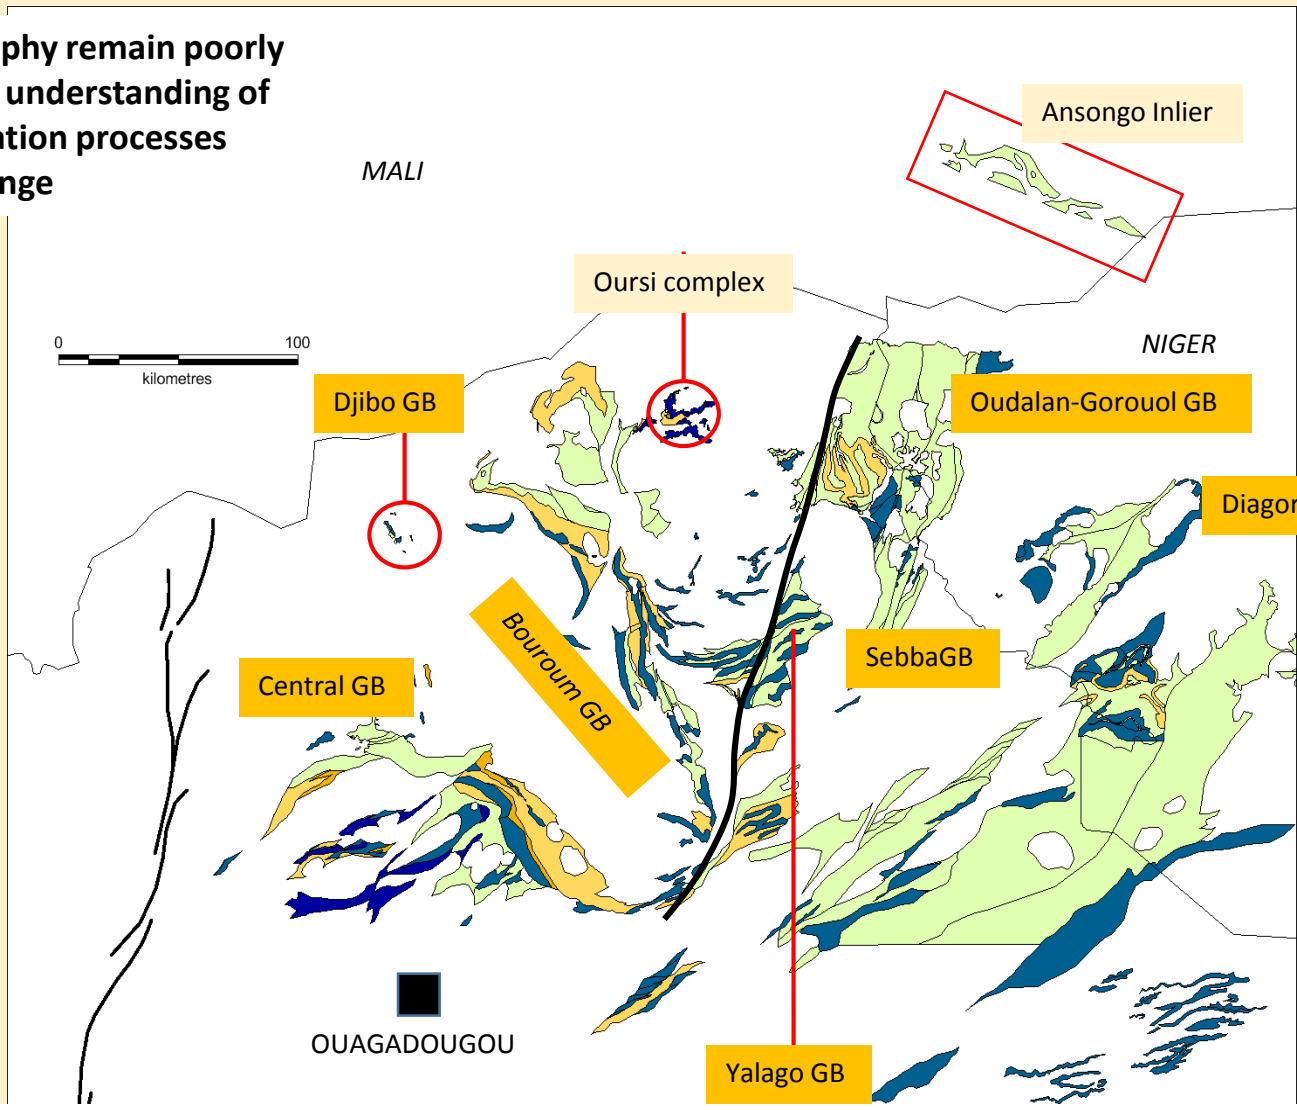 phy remain poorly
understanding of
ation processes
nge
MALI
Ansongo Inlier
Oursi complex
0 100
kilometres
NIGER
Djibo GB
Oudalan-Gorouol GB
Diagor
Bouroum GB
SebbaGB
Central GB
OUAGADOUGOU
Yalago GB